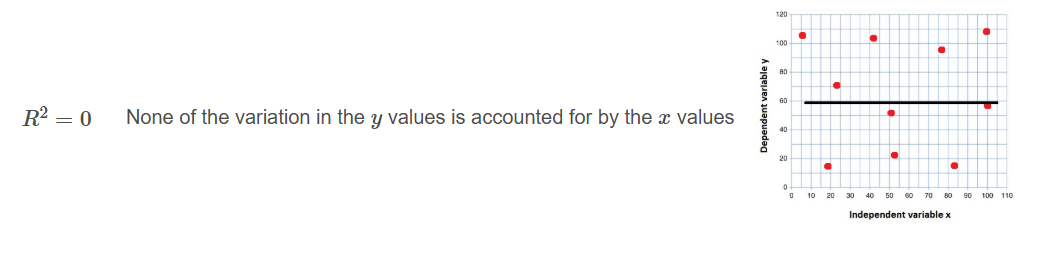 R² = 0 None of the variation in the y values is accounted for by the x values
Dependent variable y
120
100
80
60
40
20
0
0 10 20 30 40 50 60 70 80 90 100 110
Independent variable x